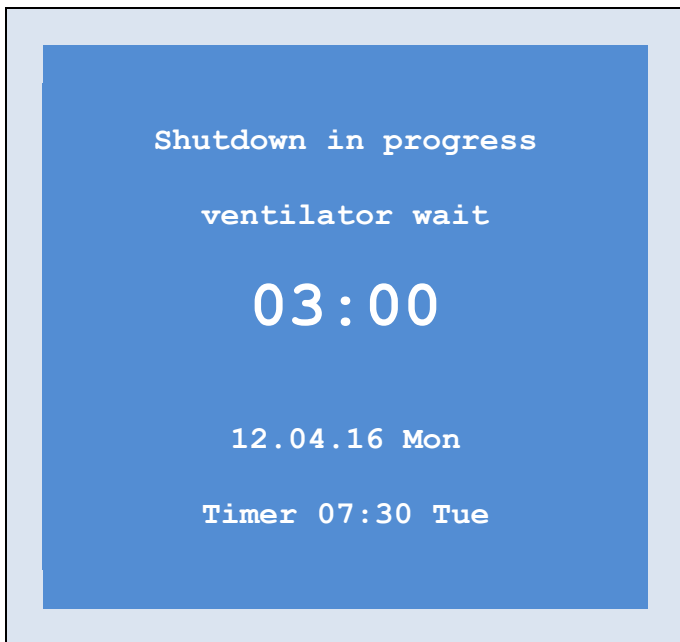 Shutdown in progress
ventilator wait
03:00
12.04.16 Mon
Timer 07:30 Tue